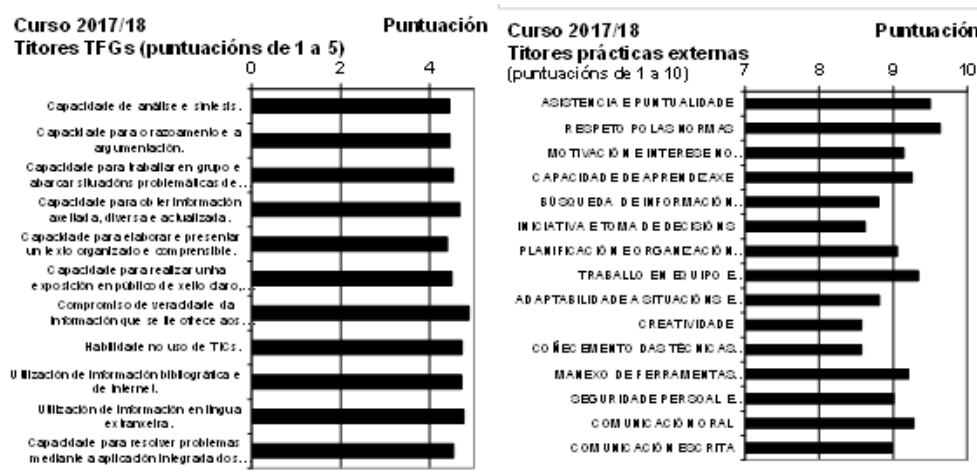 Curso 2017/18 Puntuación
Titores TFGs (puntuacións de 1 a 5)
0 2 4
Capacidade de análise e síntesis.
Capacidade para o razoamento e a
argumentación.
Capacidade para traballar en grupo e
abarcar situacións problemáticas de ...
Capacidade para obter información
axeitada, diversa e actualizada.
Capacidade para elaborar e presentar
un texto organizado e comprensible.
Capacidade para realizar unha
exposición en público de xeito claro, ...
Compromiso de veracidade da
información que se lle ofrece aos ...
Habilidade no uso de TICs.
Utilización de información bibliográfica e
de Internet.
Utilización de información en lingua
extranxeira.
Capacidade para resolver problemas
mediante a aplicación integrada dos ...
Curso 2017/18 Puntuación
Titores prácticas externas
(puntuacións de 1 a 10)
7 8 9 10
ASISTENCIA E PUNTUALIDADE
RESPETO POLAS NORMAS
MOTIVACIÓN E INTERESE NO..
CAPACIDADE DE APRENDIZAXE
BÚSQUEDA DE INFORMACIÓN..
INICIATIVA E TOMA DE DECISIÓNS
PLANIFICACIÓN E ORGANIZACIÓN..
TRABALLO EN EQUIPO E..
ADAPTABILIDADE A SITUACIÓNS E..
CREATIVIDADE
COÑECEMENTO DAS TÉCNICAS..
MANEXO DE FERRAMENTAS..
SEGURIDADE PERSOAL E..
COMUNICACIÓN ORAL
COMUNICACIÓN ESCRITA